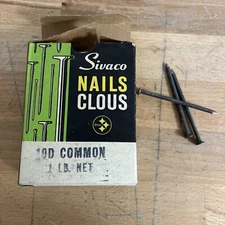 Sivaco
NAILS
CLOUS
10D COMMON
1 LB. NET